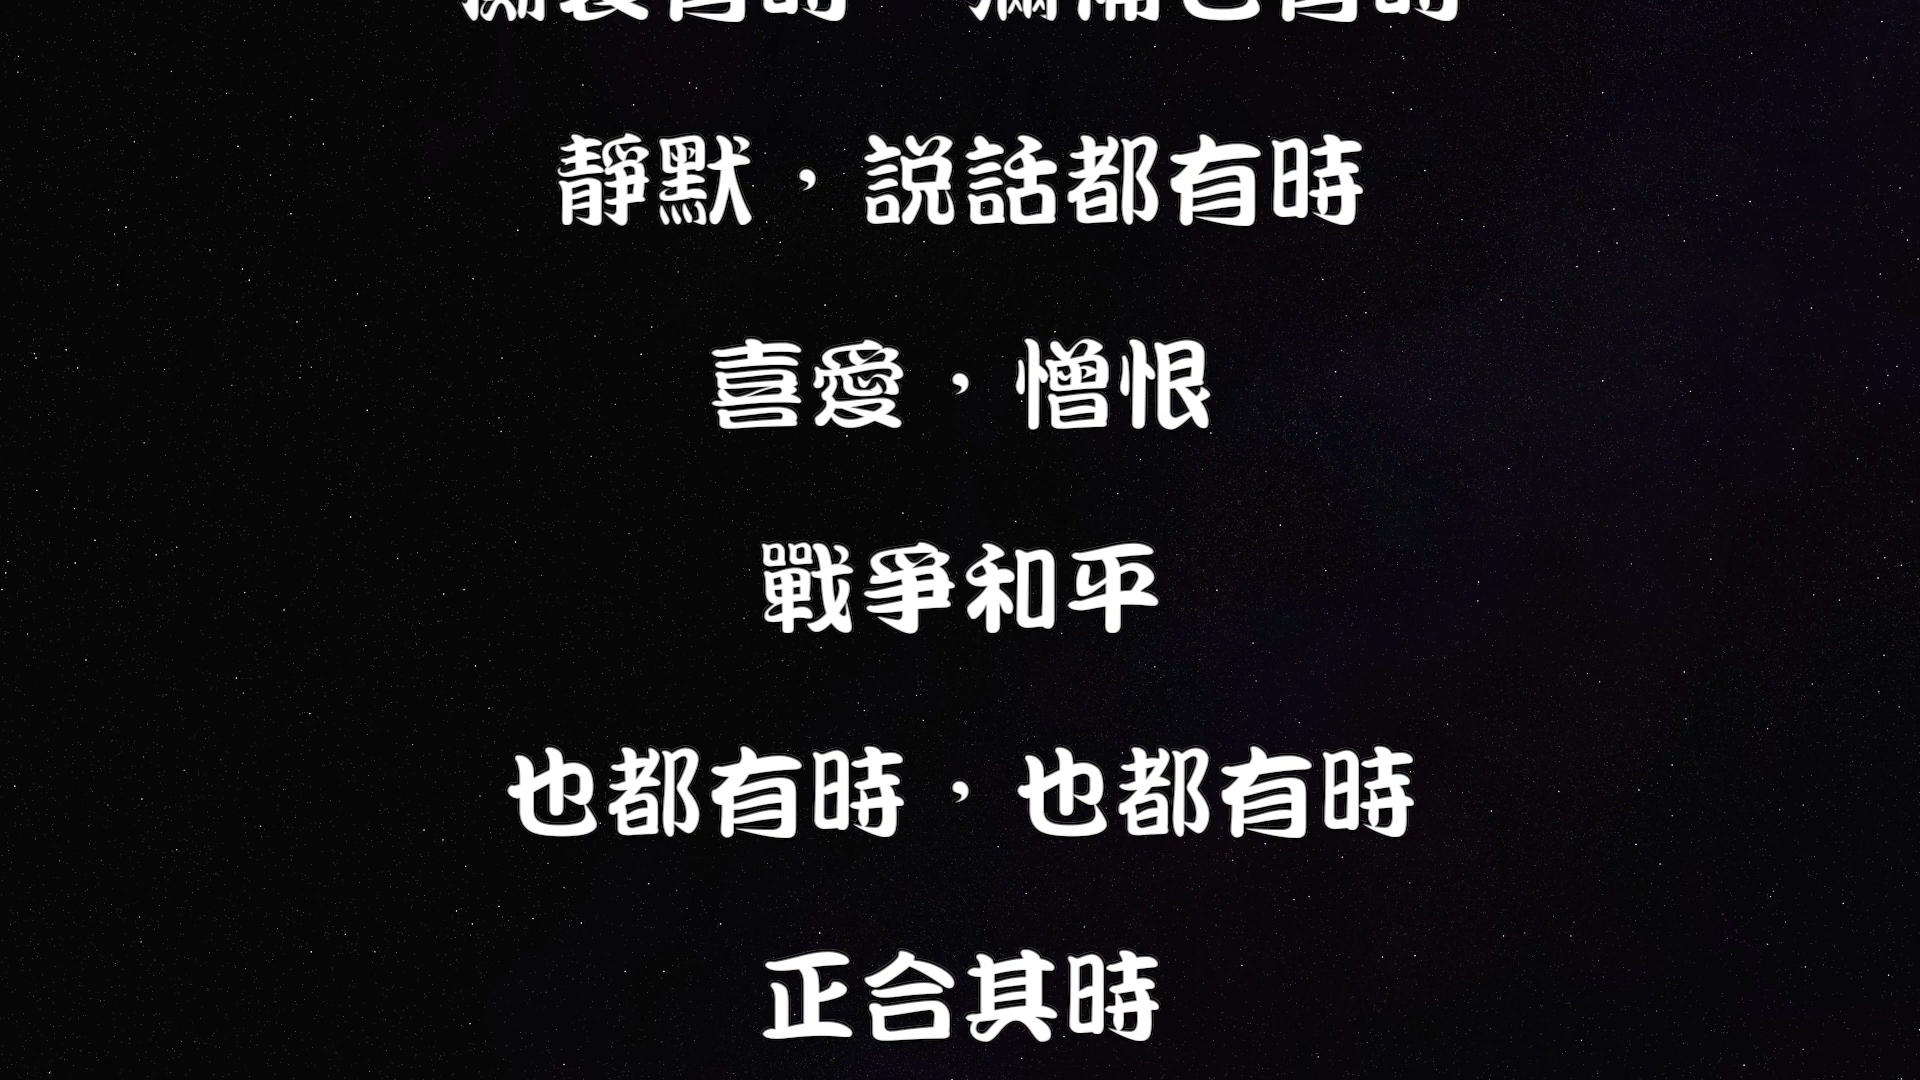 靜默，説話都有時
喜愛，憎恨
戰爭和平
也都有時，也都有時
正合其時